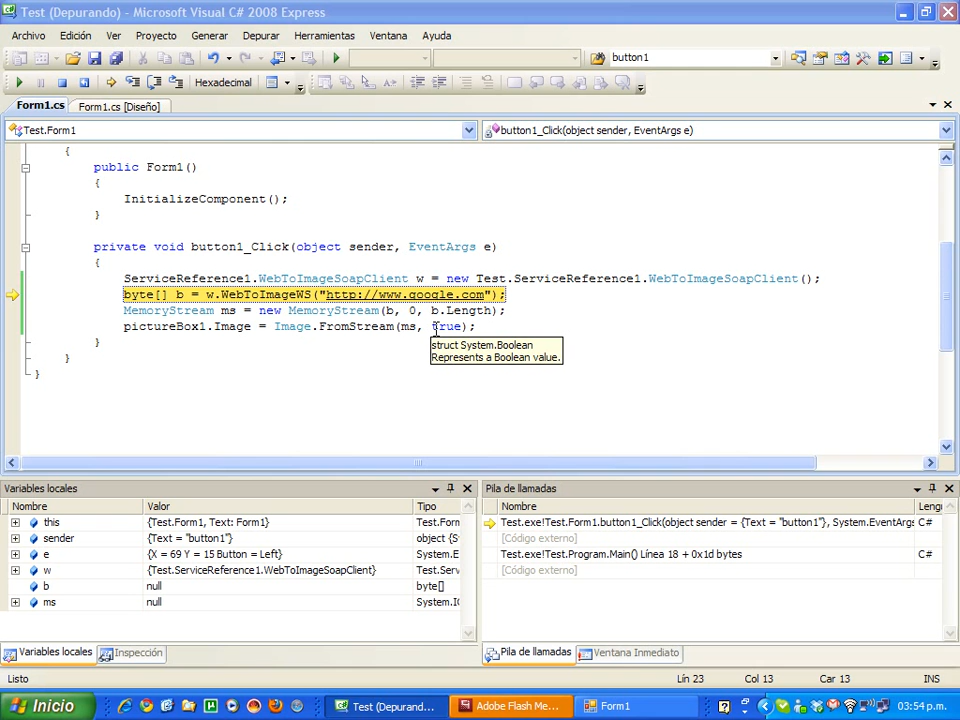 Test (Depurando) - Microsoft Visual C# 2008 Express
Archivo Edición Ver Proyecto Generar Depurar Herramientas Ventana Ayuda
button1
Hexadecimal
Form1.cs Form1.cs [Diseño]
Test.Form1 button1_Click(object sender, EventArgs e)
{
public Form1()
{
InitializeComponent();
}
private void button1_Click(object sender, EventArgs e)
{
ServiceReference1.WebToImageSoapClient w = new Test.ServiceReference1.WebToImageSoapClient();
byte[] b = w.WebToImageWS("http://www.google.com");
MemoryStream ms = new MemoryStream(b, 0, b.Length);
pictureBox1.Image = Image.FromStream(ms, true);
}
struct System.Boolean
Represents a Boolean value.
}
}
Variables locales Pila de llamadas
Nombre Valor Tipo Nombre Lengu
this {Test.Form1, Text: Form1} Test.Form Test.exe!Test.Form1.button1_Click(object sender = {Text = "button1"}, System.EventArgs C#
sender {Text = "button1"} object {S [Código externo]
e {X = 69 Y = 15 Button = Left} System.E Test.exe!Test.Program.Main() Línea 18 + 0x1d bytes C#
w {Test.ServiceReference1.WebToImageSoapClient} Test.Serv [Código externo]
b null byte[]
ms null System.IO
Variables locales Inspección Pila de llamadas Ventana Inmediato
Listo Lín 23 Col 13 Car 13 INS
Inicio Test (Depurand... Adobe Flash Me... Form1 03:54 p.m.